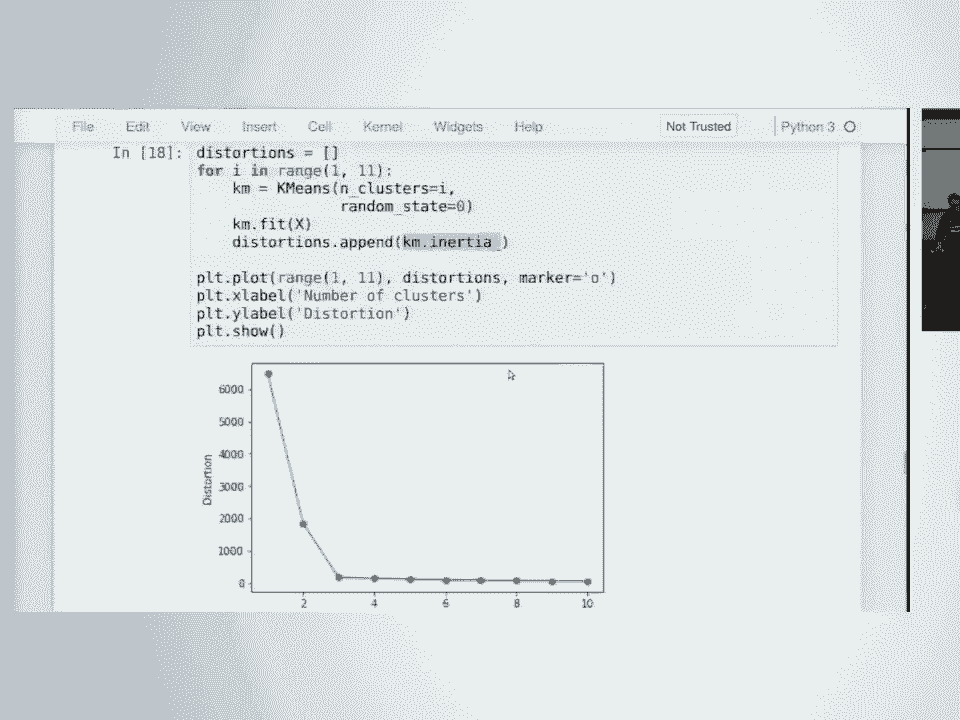 File Edit View Insert Cell Kernel Widgets Help Not Trusted Python 3
In [18]: distortions = []
for i in range(1, 11):
km = KMeans(n_clusters=i,
random_state=0)
km.fit(X)
distortions.append(km.inertia_)
plt.plot(range(1, 11), distortions, marker='o')
plt.xlabel('Number of clusters')
plt.ylabel('Distortion')
plt.show()
6000
5000
4000
3000
2000
1000
0
Distortion
2 4 6 8 10